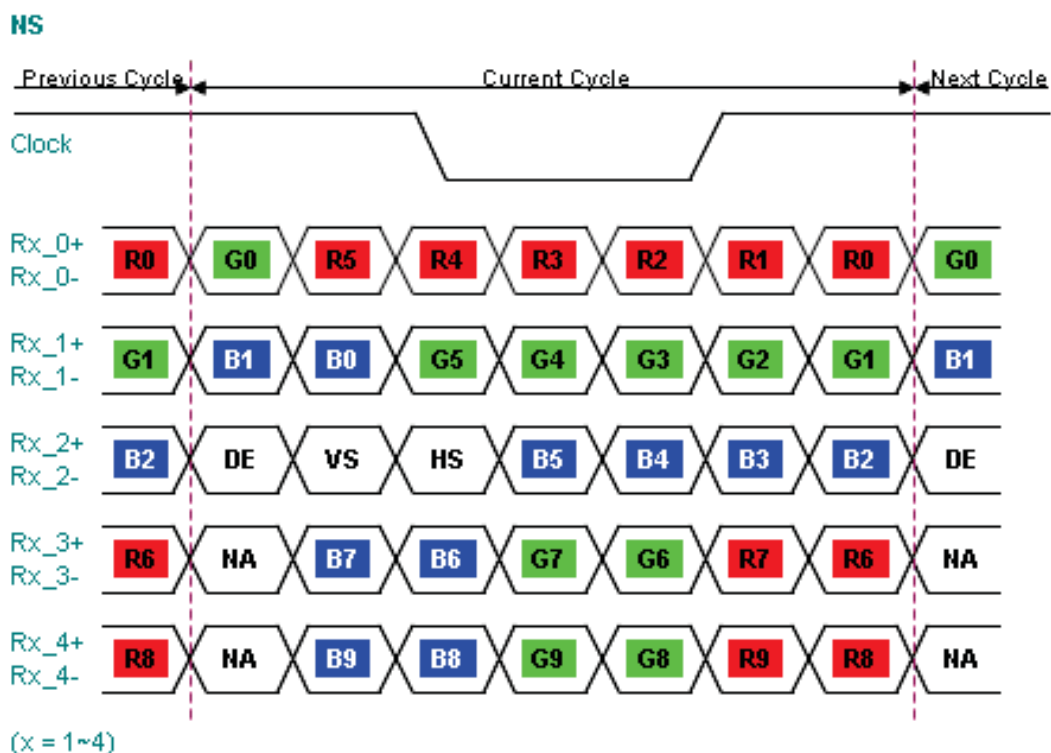 NS
Previous Cycle Current Cycle Next Cycle
Clock
Rx_0+
Rx_0-
R0 G0 R5 R4 R3 R2 R1 R0 G0
Rx_1+
Rx_1-
G1 B1 B0 G5 G4 G3 G2 G1 B1
Rx_2+
Rx_2-
B2 DE VS HS B5 B4 B3 B2 DE
Rx_3+
Rx_3-
R6 NA B7 B6 G7 G6 R7 R6 NA
Rx_4+
Rx_4-
R8 NA B9 B8 G9 G8 R9 R8 NA
(x = 1~4)